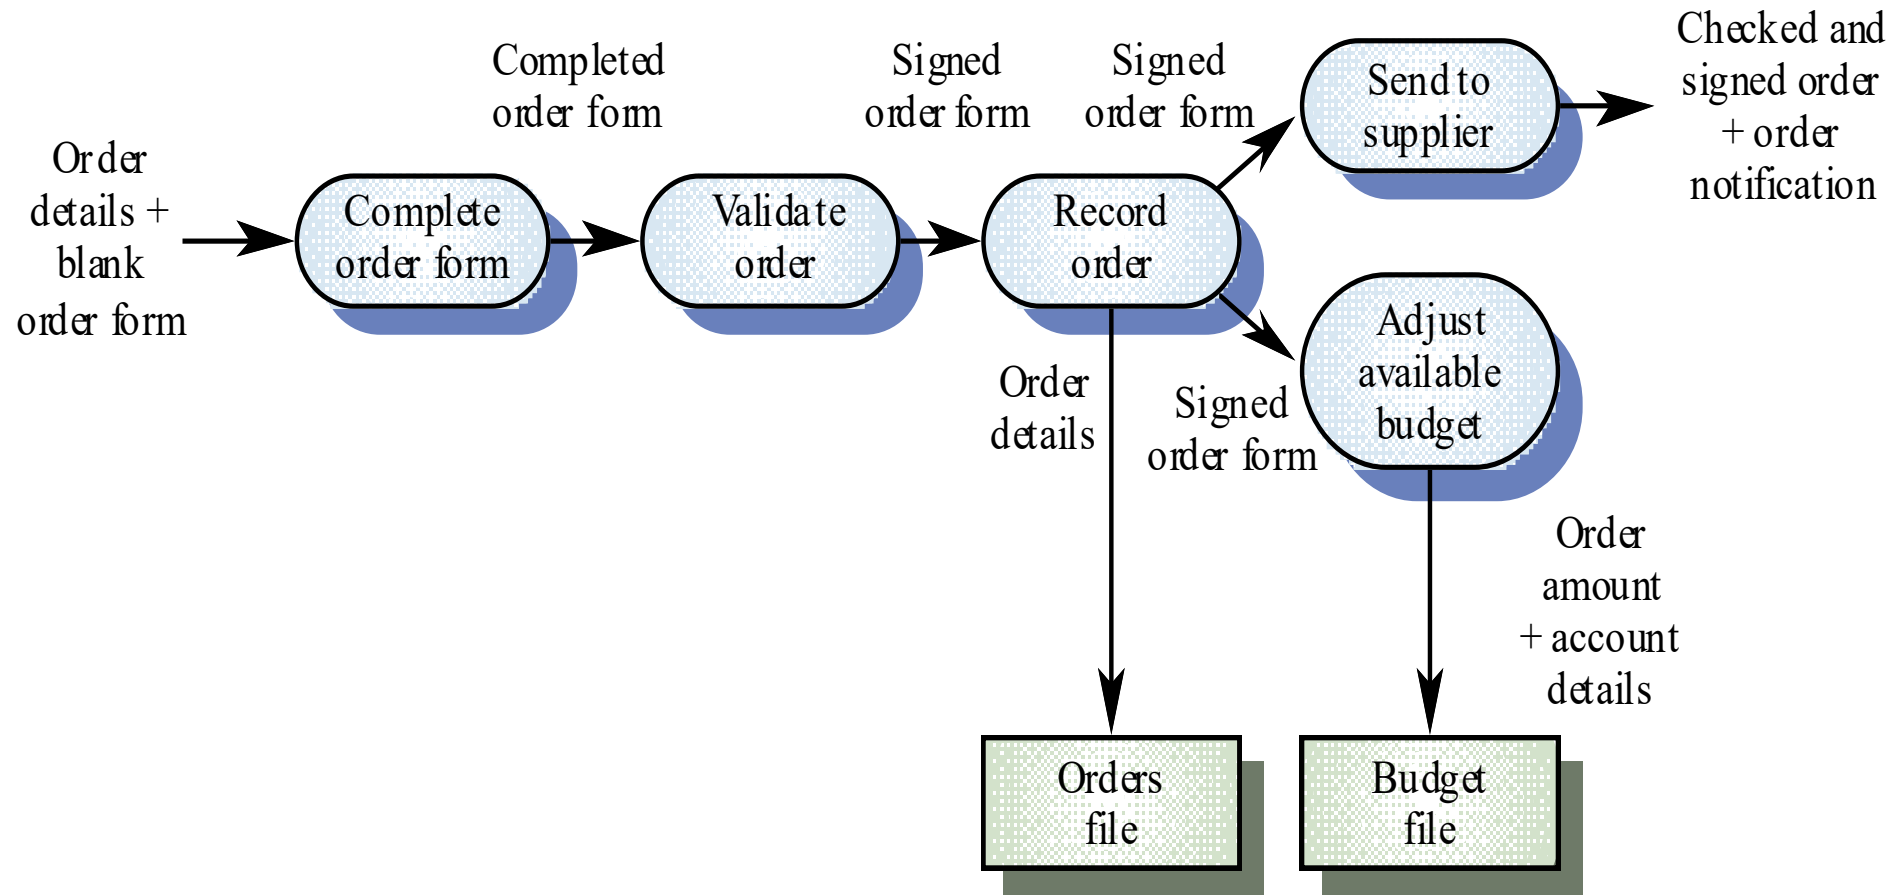 Order
details +
blank
order form
Complete
order form
Completed
order form
Validate
order
Signed
order form
Record
order
Signed
order form
Send to
supplier
Checked and
signed order
+ order
notification
Order
details
Signed
order form
Adjust
available
budget
Order
amount
+ account
details
Orders
file
Budget
file